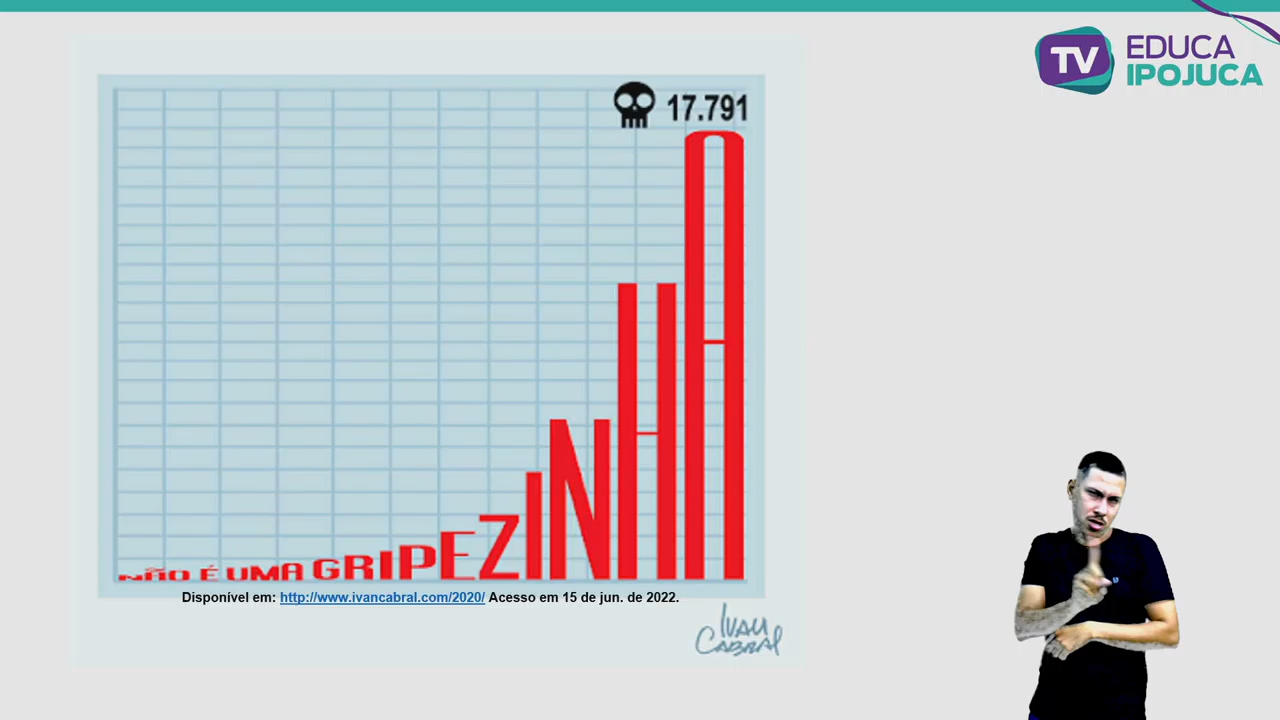 TV EDUCA
IPOJUCA
17.791
NÃO É UMA GRIPEZINHA
Disponível em: http://www.ivancabral.com/2020/ Acesso em 15 de jun. de 2022.
IVAN
CABRAL